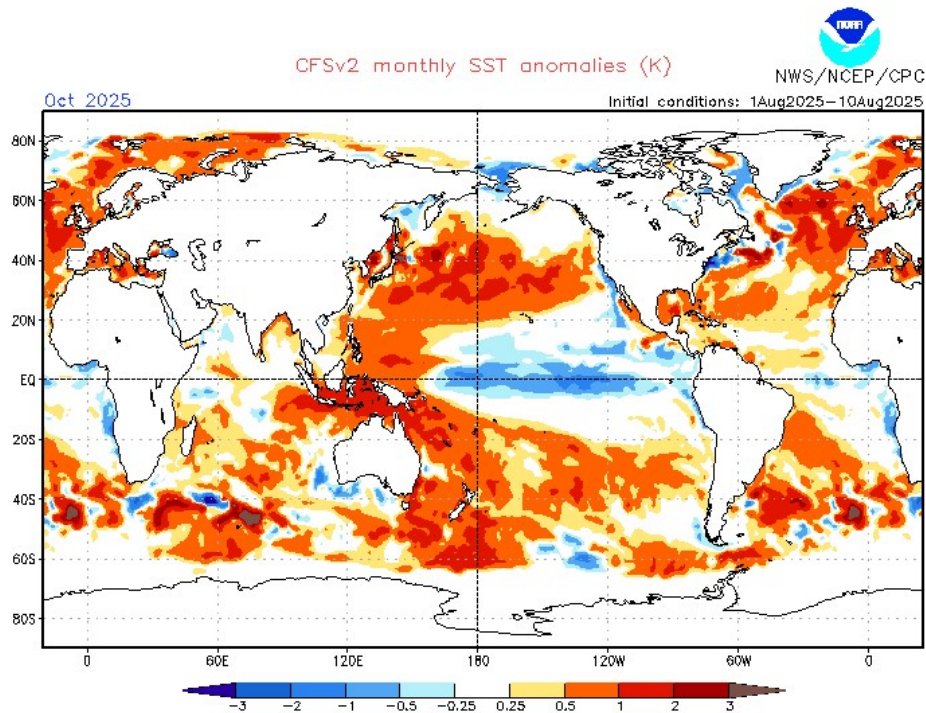 NOAA
CFSv2 monthly SST anomalies (K)
NWS/NCEP/CPC
Oct 2025
Initial conditions: 1Aug2025-10Aug2025
80N
60N
40N
20N
EQ
20S
40S
60S
80S
0 60E 120E 180 120W 60W 0
-3 -2 -1 -0.5 -0.25 0.25 0.5 1 2 3